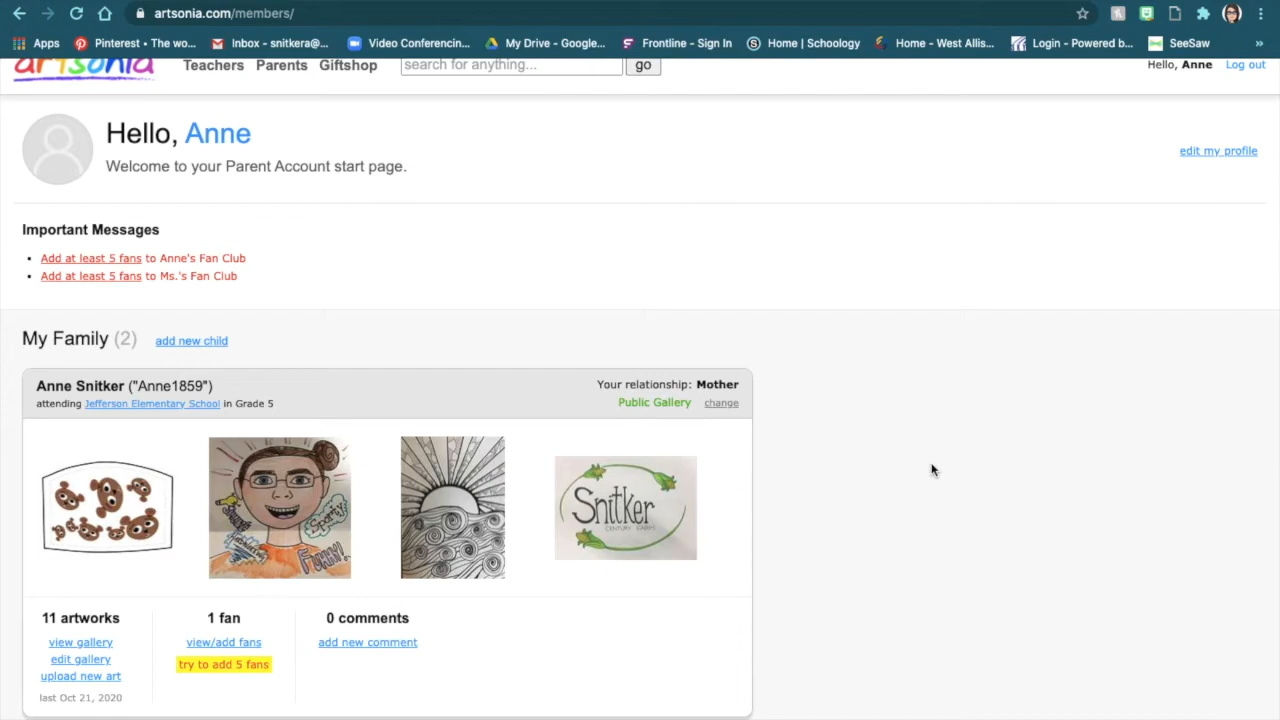 artsonia.com/members/
Apps Pinterest • The wo... Inbox - snitkera@... Video Conferencin... My Drive - Google... Frontline - Sign In Home | Schoology Home - West Allis... Login - Powered b... SeeSaw »
artsonia Teachers Parents Giftshop search for anything... go Hello, Anne Log out
Hello, Anne
Welcome to your Parent Account start page.
edit my profile
Important Messages
• Add at least 5 fans to Anne's Fan Club
• Add at least 5 fans to Ms.'s Fan Club
My Family (2) add new child
Anne Snitker ("Anne1859") Your relationship: Mother
attending Jefferson Elementary School in Grade 5 Public Gallery change
Sporty
Funny!
Snitker
CENTURY FARM
11 artworks 1 fan 0 comments
view gallery view/add fans add new comment
edit gallery try to add 5 fans
upload new art
last Oct 21, 2020